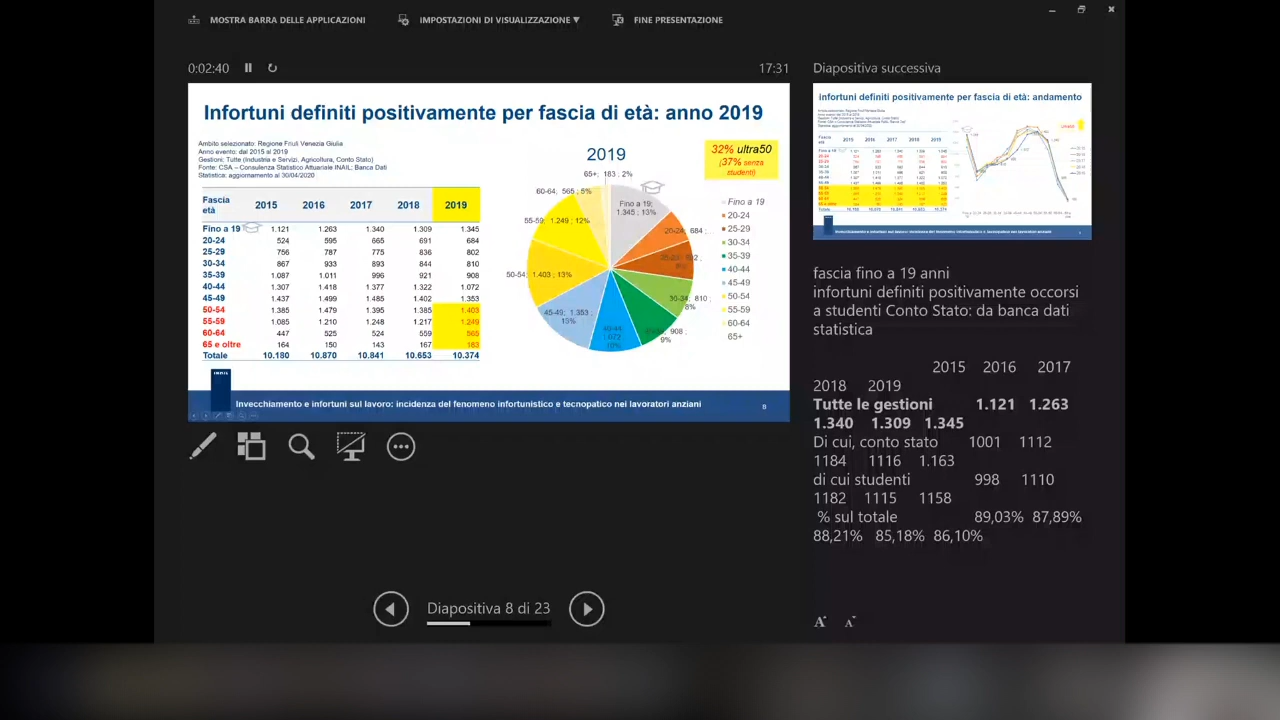 MOSTRA BARRA DELLE APPLICAZIONI IMPOSTAZIONI DI VISUALIZZAZIONE ▼ FINE PRESENTAZIONE
0:02:40 17:31
Infortuni definiti positivamente per fascia di età: anno 2019
Ambito selezionato: Regione Friuli Venezia Giulia
Anno evento: dal 2015 al 2019
Gestioni: Tutte (Industria e Servizi, Agricoltura, Conto Stato)
Fonte: CSA – Consulenza Statistico Attuariale INAIL: Banca Dati
Statistica: aggiornamento al 30/04/2020
Fascia età 2015 2016 2017 2018 2019
Fino a 19 1.121 1.263 1.340 1.309 1.345
20-24 524 595 665 691 684
25-29 756 787 775 836 802
30-34 867 933 893 844 810
35-39 1.087 1.011 996 921 908
40-44 1.307 1.418 1.377 1.322 1.072
45-49 1.437 1.499 1.485 1.402 1.353
50-54 1.385 1.479 1.395 1.385 1.403
55-59 1.085 1.210 1.248 1.217 1.249
60-64 447 525 524 559 565
65 e oltre 164 150 143 167 183
Totale 10.180 10.870 10.841 10.653 10.374
2019
65+, 183 ; 2%
60-64; 565 ; 5%
55-59; 1.249 ; 12%
50-54; 1.403 ; 13%
45-49; 1.353 ; 13%
Fino a 19;
1.345 ; 13%
20-24; 684 ;
30-34; 810 ;
8%
908 ;
9%
32% ultra50
(37% senza
studenti)
Fino a 19
20-24
25-29
30-34
35-39
40-44
45-49
50-54
55-59
60-64
65+
INAIL
Invecchiamento e infortuni sul lavoro: incidenza del fenomeno infortunistico e tecnopatico nei lavoratori anziani 8
Diapositiva 8 di 23
Diapositiva successiva
infortuni definiti positivamente per fascia di età: andamento
Invecchiamento e infortuni sul lavoro: incidenza del fenomeno infortunistico e tecnopatico nei lavoratori anziani
fascia fino a 19 anni
infortuni definiti positivamente occorsi
a studenti Conto Stato: da banca dati
statistica
2015 2016 2017
2018 2019
Tutte le gestioni 1.121 1.263
1.340 1.309 1.345
Di cui, conto stato 1001 1112
1184 1116 1.163
di cui studenti 998 1110
1182 1115 1158
% sul totale 89,03% 87,89%
88,21% 85,18% 86,10%
A A